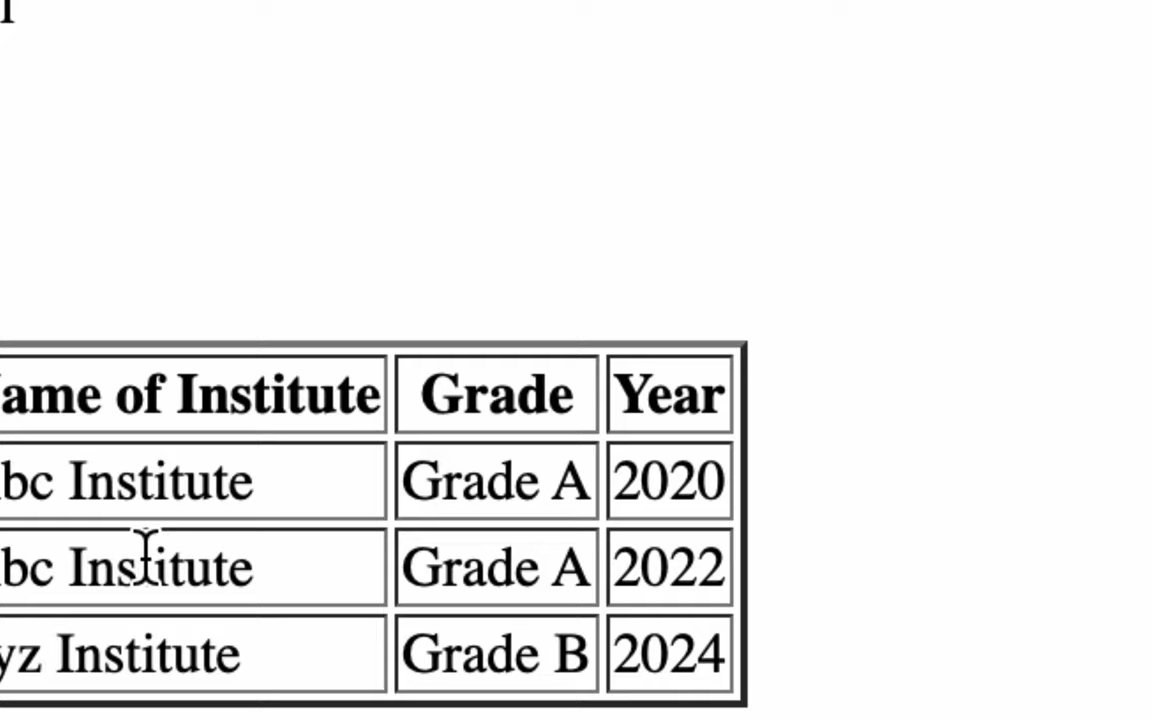 ame of Institute Grade Year
bc Institute Grade A 2020
bc Institute Grade A 2022
yz Institute Grade B 2024